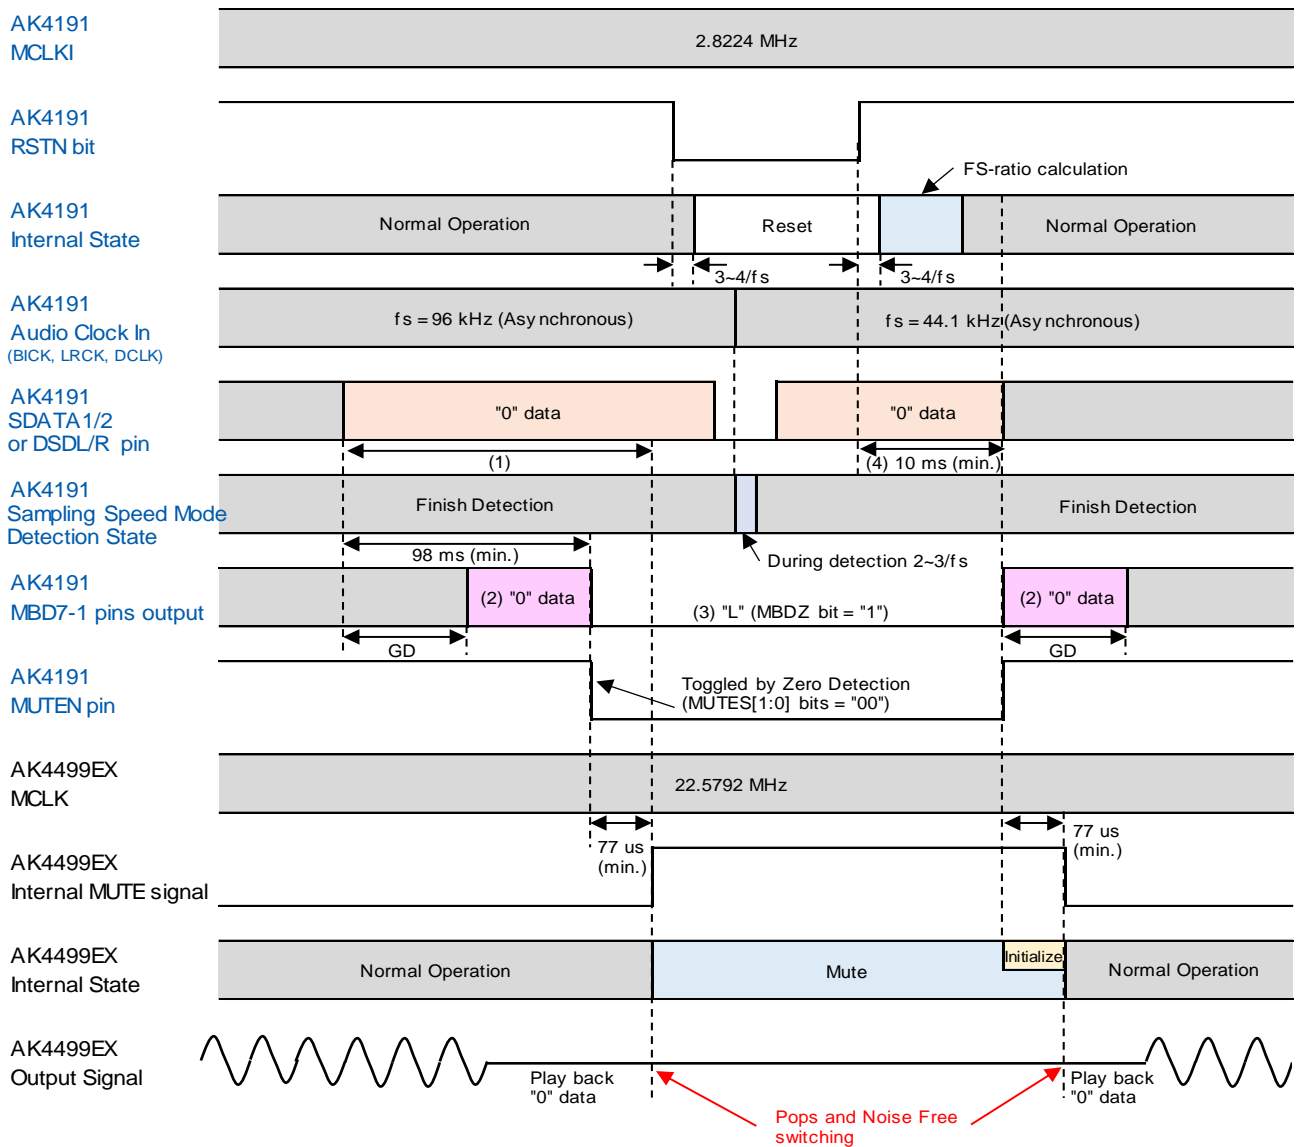 AK4191
MCLKI
2.8224 MHz
AK4191
RSTN bit
FS-ratio calculation
AK4191
Internal State
Normal Operation
Reset
Normal Operation
3~4/fs
3~4/fs
AK4191
Audio Clock In
(BICK, LRCK, DCLK)
fs = 96 kHz (Asynchronous)
fs = 44.1 kHz (Asynchronous)
AK4191
SDATA1/2
or DSDL/R pin
"0" data
"0" data
(1)
(4) 10 ms (min.)
AK4191
Sampling Speed Mode
Detection State
Finish Detection
Finish Detection
98 ms (min.)
During detection 2~3/fs
AK4191
MBD7-1 pins output
(2) "0" data
(3) "L" (MBDZ bit = "1")
(2) "0" data
GD
GD
AK4191
MUTEN pin
Toggled by Zero Detection
(MUTES[1:0] bits = "00")
AK4499EX
MCLK
22.5792 MHz
77 us
(min.)
77 us
(min.)
AK4499EX
Internal MUTE signal
AK4499EX
Internal State
Normal Operation
Mute
Initialize
Normal Operation
AK4499EX
Output Signal
Play back
"0" data
Play back
"0" data
Pops and Noise Free
switching